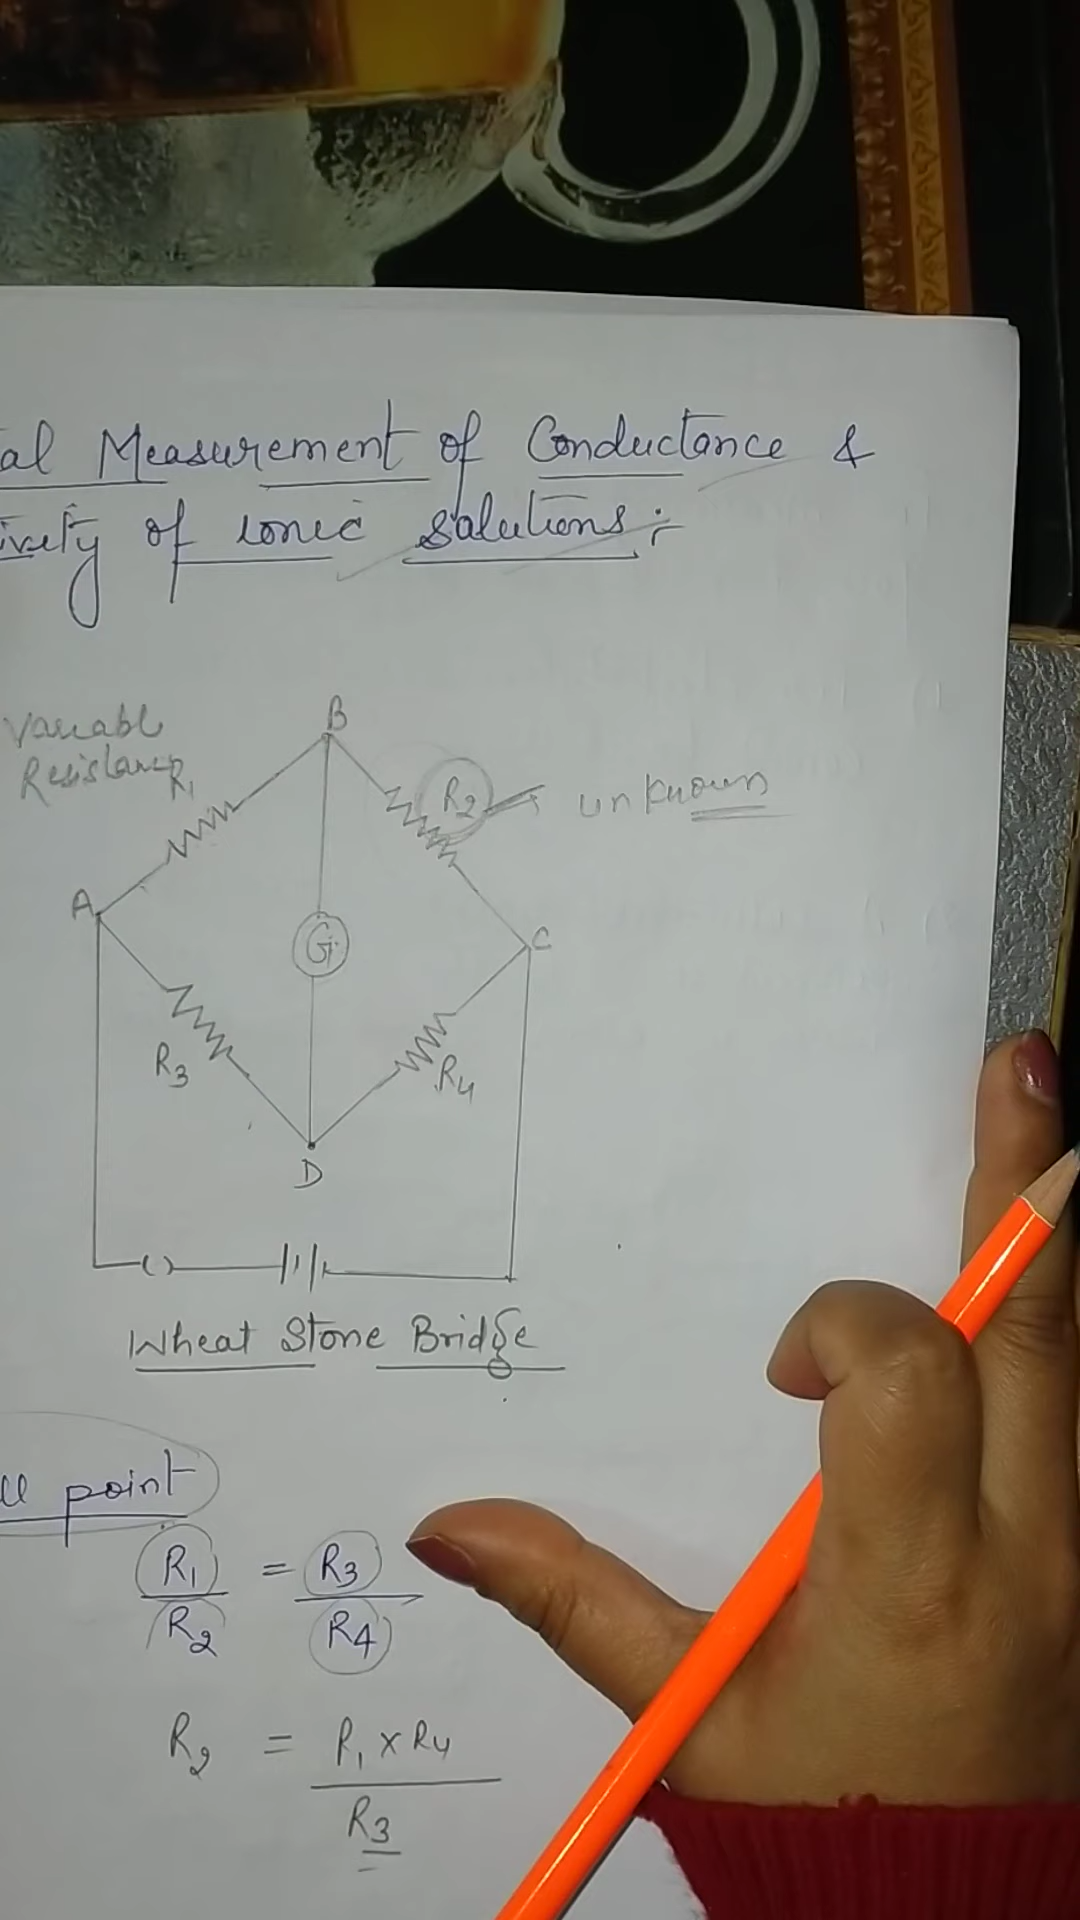 al Measurement of Conductance &
ivity of ionic Solutions :-
B
Variable
Resistance
R1
R2
unknown
A
G
C
R3
R4
D
Wheat Stone Bridge
ll point
R1 = R3
R2 R4
R2 = R1 x R4
R3